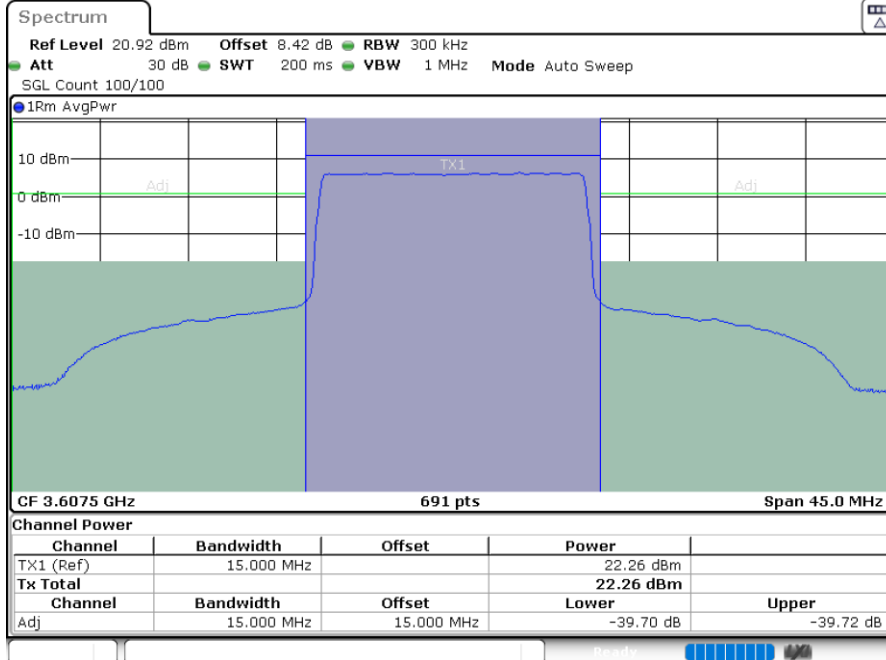 Spectrum
Ref Level 20.92 dBm Offset 8.42 dB RBW 300 kHz
Att 30 dB SWT 200 ms VBW 1 MHz Mode Auto Sweep
SGL Count 100/100
1Rm AvgPwr
10 dBm
TX1
Adj
Adj
0 dBm
-10 dBm
CF 3.6075 GHz 691 pts Span 45.0 MHz
Channel Power
Channel Bandwidth Offset Power
TX1 (Ref) 15.000 MHz 22.26 dBm
Tx Total 22.26 dBm
Channel Bandwidth Offset Lower Upper
Adj 15.000 MHz 15.000 MHz -39.70 dB -39.72 dB
Ready